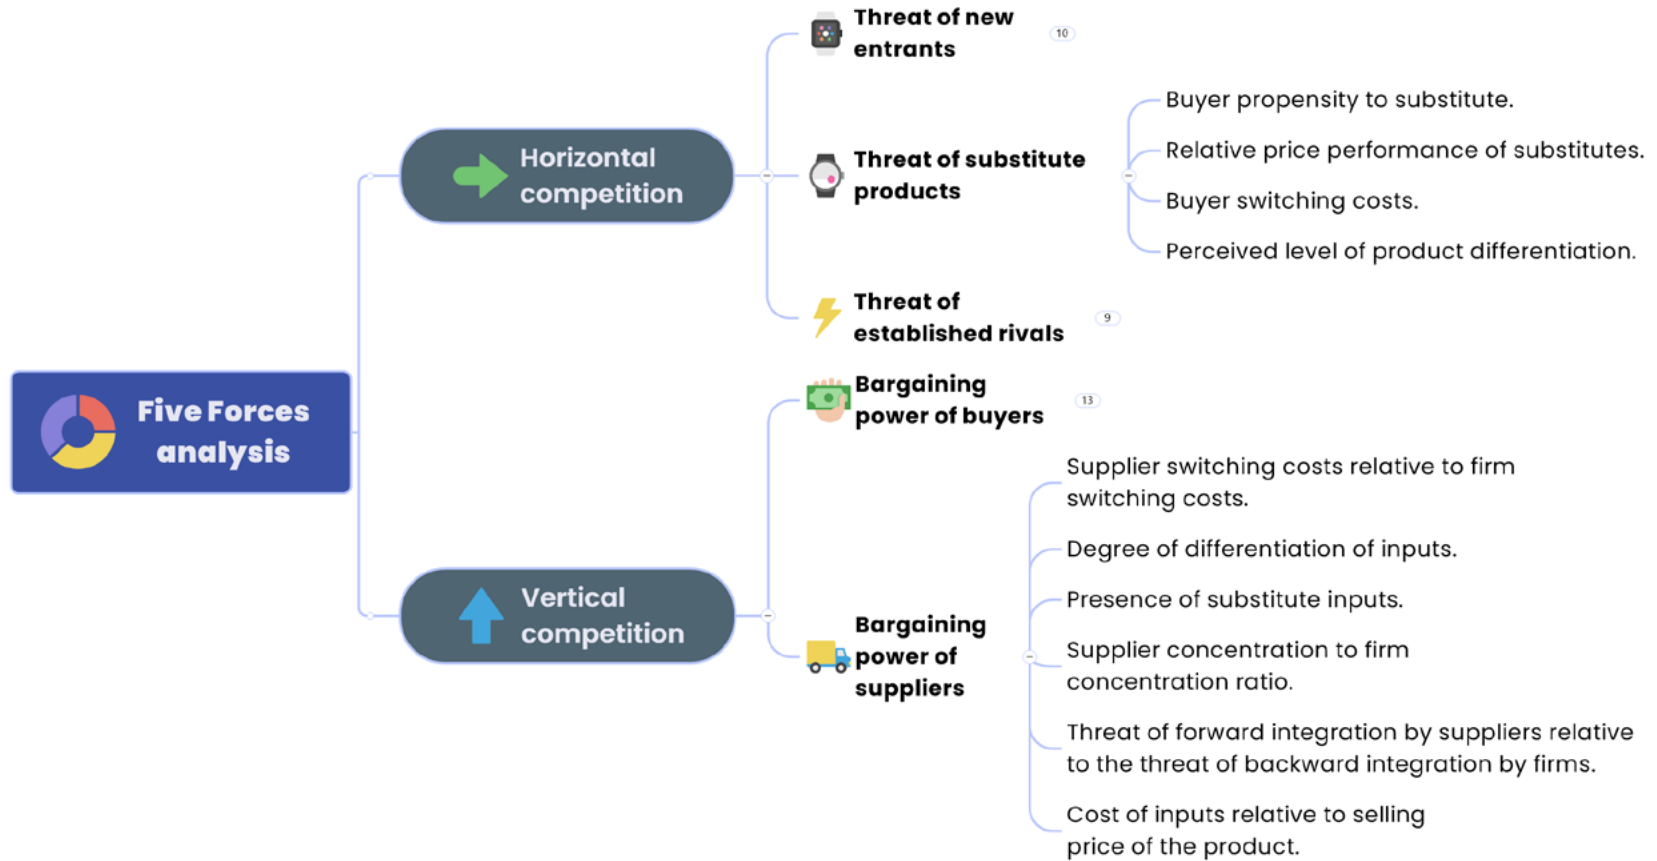 Five Forces
analysis
Horizontal
competition
Threat of new
entrants
10
Threat of substitute
products
Buyer propensity to substitute.
Relative price performance of substitutes.
Buyer switching costs.
Perceived level of product differentiation.
Threat of
established rivals
9
Vertical
competition
Bargaining
power of buyers
13
Bargaining
power of
suppliers
Supplier switching costs relative to firm
switching costs.
Degree of differentiation of inputs.
Presence of substitute inputs.
Supplier concentration to firm
concentration ratio.
Threat of forward integration by suppliers relative
to the threat of backward integration by firms.
Cost of inputs relative to selling
price of the product.